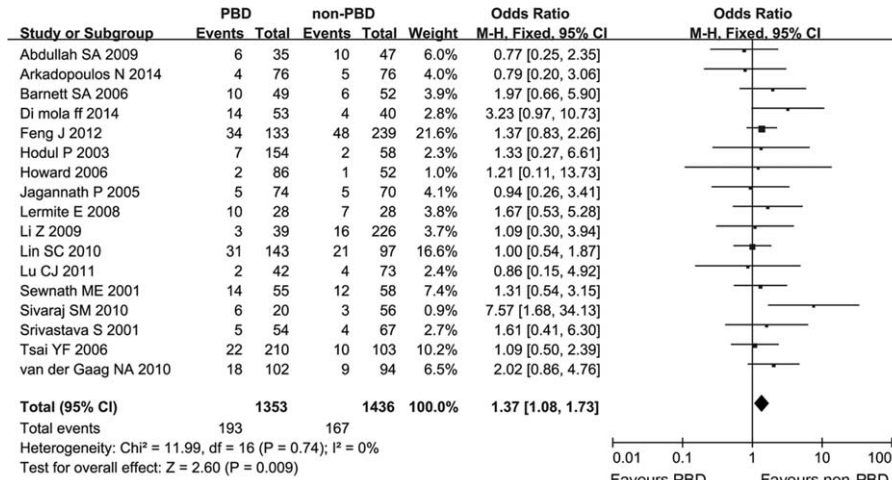 PBD non-PBD Odds Ratio Odds Ratio
Study or Subgroup Events Total Events Total Weight M-H, Fixed, 95% CI M-H, Fixed, 95% CI
Abdullah SA 2009 6 35 10 47 6.0% 0.77 [0.25, 2.35]
Arkadopoulos N 2014 4 76 5 76 4.1% 0.79 [0.20, 3.06]
Barnett SA 2006 10 49 6 52 4.0% 1.97 [0.66, 5.90]
Di mola ff 2014 14 53 4 40 2.9% 3.23 [0.97, 10.73]
Feng J 2012 34 133 48 239 21.6% 1.37 [0.83, 2.26]
Hodul P 2003 7 154 2 58 2.3% 1.33 [0.27, 6.61]
Howard 2006 2 86 1 52 1.0% 1.21 [0.11, 13.73]
Jagannath P 2005 5 74 5 70 4.1% 0.94 [0.26, 3.41]
Lermite E 2008 10 28 7 28 3.8% 1.67 [0.53, 5.28]
Li Z 2009 3 39 16 226 3.7% 1.09 [0.30, 3.94]
Lin SC 2010 31 143 21 97 16.6% 1.00 [0.54, 1.87]
Lu CJ 2011 2 42 4 73 2.4% 0.86 [0.15, 4.92]
Sewnath ME 2001 14 55 12 58 7.4% 1.31 [0.54, 3.15]
Sivaraj SM 2010 6 20 3 56 0.9% 7.57 [1.68, 34.13]
Srivastava S 2001 5 54 4 67 2.7% 1.61 [0.41, 6.30]
Tsai YF 2006 22 210 10 103 10.2% 1.09 [0.50, 2.39]
van der Gaag NA 2010 18 102 9 94 6.5% 2.02 [0.86, 4.76]
Total (95% CI) 1353 1436 100.0% 1.37 [1.08, 1.73]
Total events 193 167
Heterogeneity: Chi² = 11.99, df = 16 (P = 0.74); I² = 0%
Test for overall effect: Z = 2.60 (P = 0.009)
0.01 0.1 1 10 100
Favours PBD Favours non-PBD